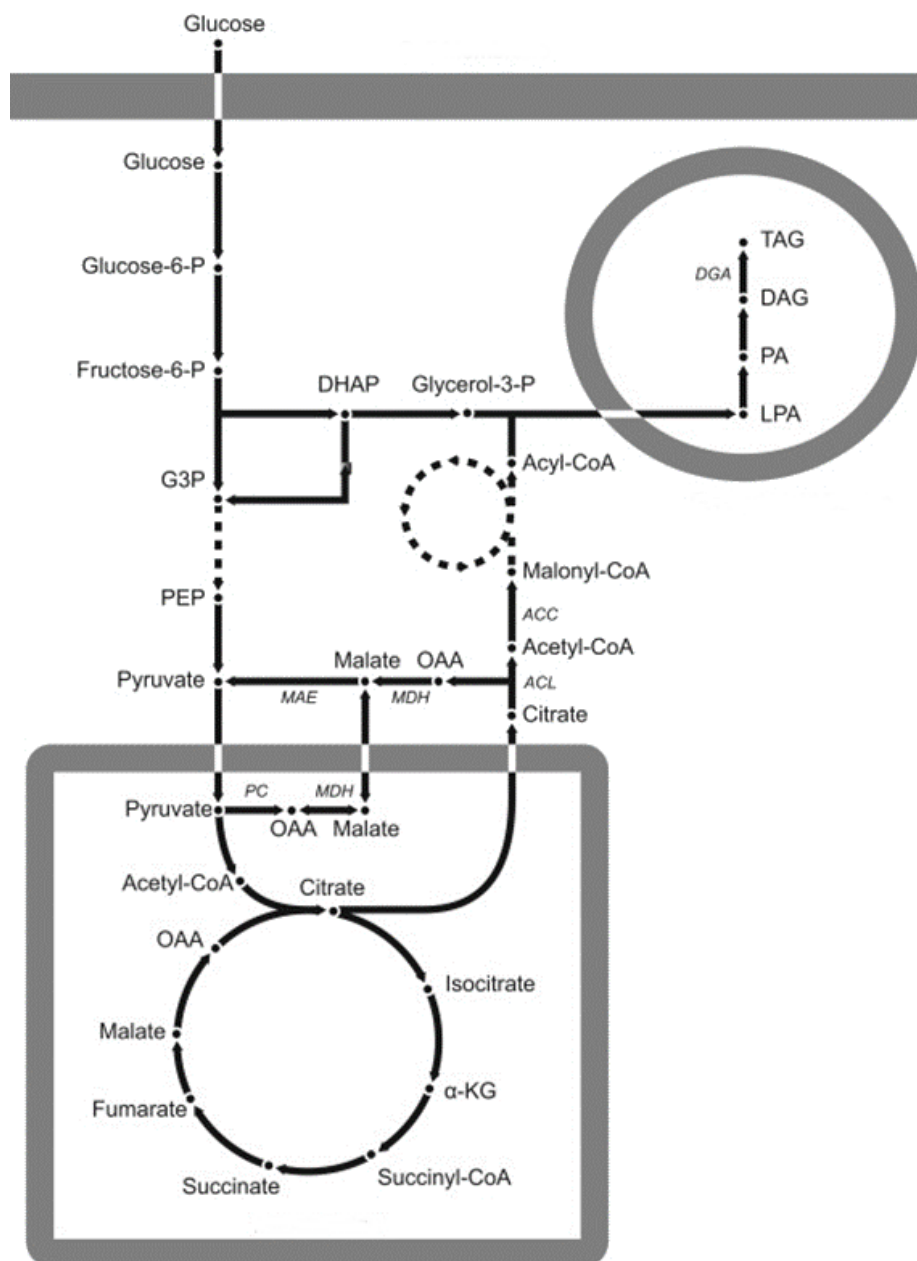 Glucose
Glucose
Glucose-6-P
Fructose-6-P
DHAP
Glycerol-3-P
TAG
DGA
DAG
PA
LPA
G3P
Acyl-CoA
PEP
Malonyl-CoA
ACC
Acetyl-CoA
Pyruvate
Malate
OAA
MAE
MDH
ACL
Citrate
Pyruvate
PC
MDH
OAA
Malate
Acetyl-CoA
Citrate
OAA
Isocitrate
Malate
α-KG
Fumarate
Succinate
Succinyl-CoA